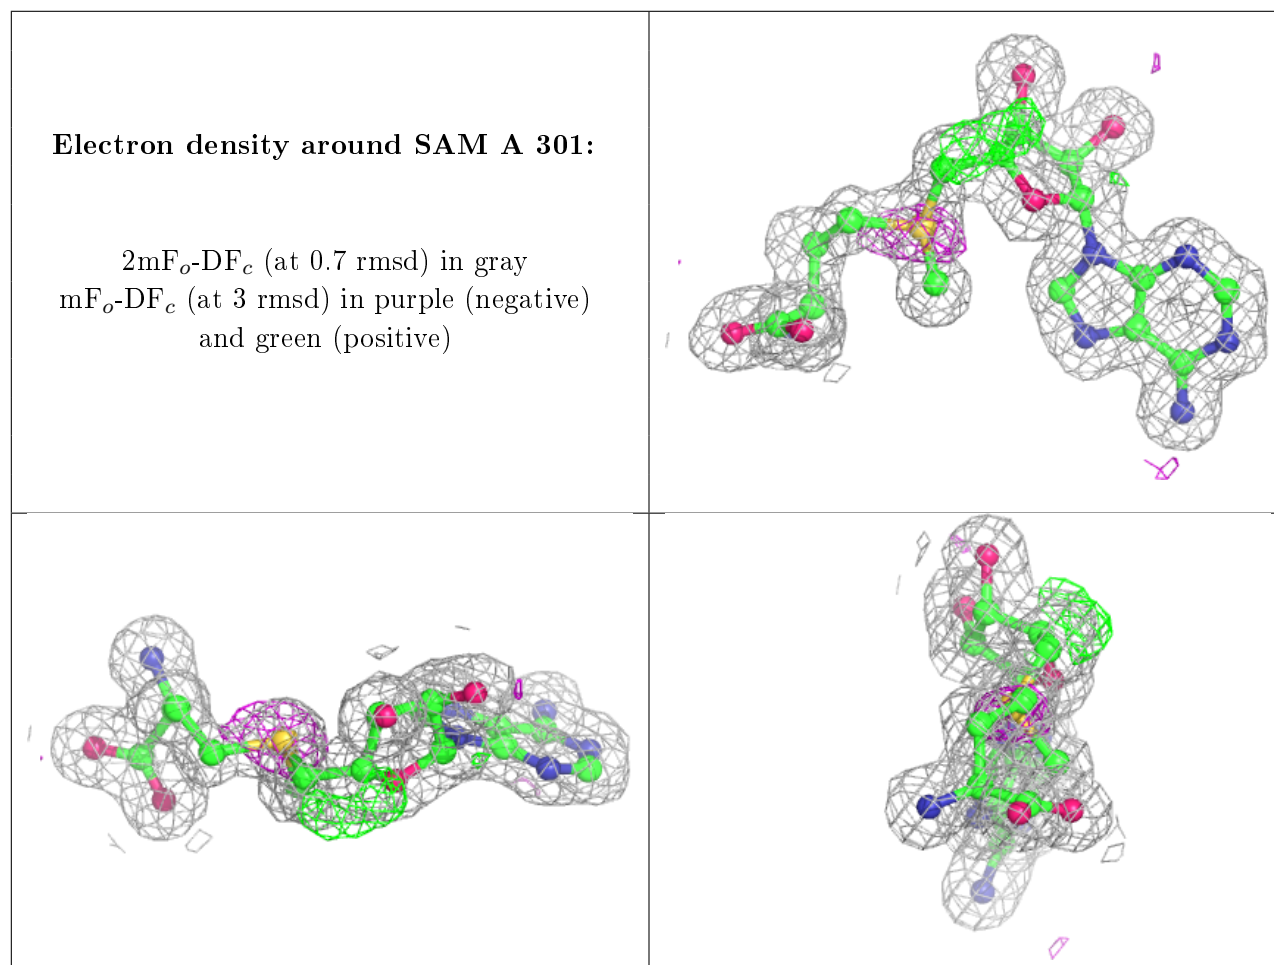 Electron density around SAM A 301:
2mFo-DFc (at 0.7 rmsd) in gray
mFo-DFc (at 3 rmsd) in purple (negative)
and green (positive)